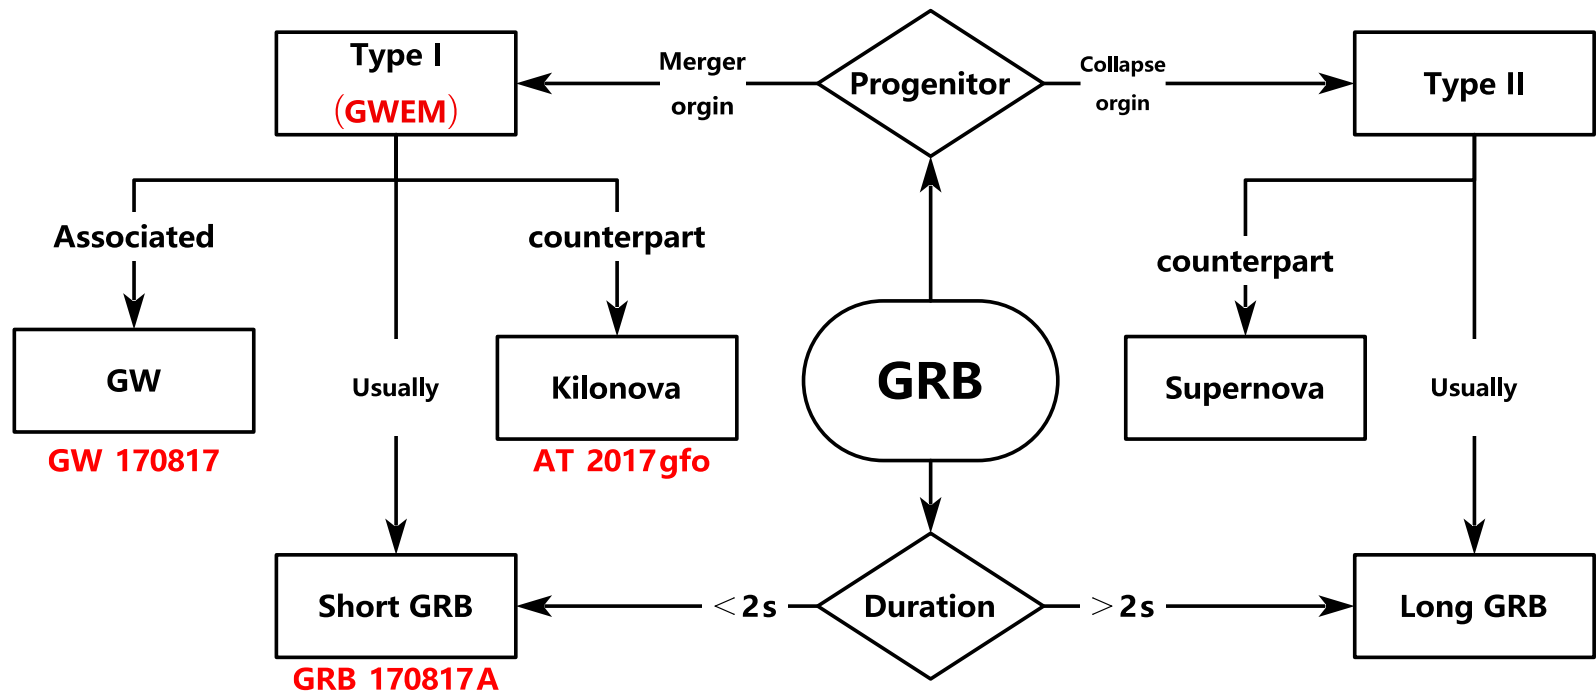 Type I
(GWEM)
Merger
orgin
Progenitor
Collapse
orgin
Type II
Associated
counterpart
counterpart
GW
GW 170817
Usually
Kilonova
AT 2017gfo
GRB
Supernova
Usually
Short GRB
GRB 170817A
<2s
Duration
>2s
Long GRB